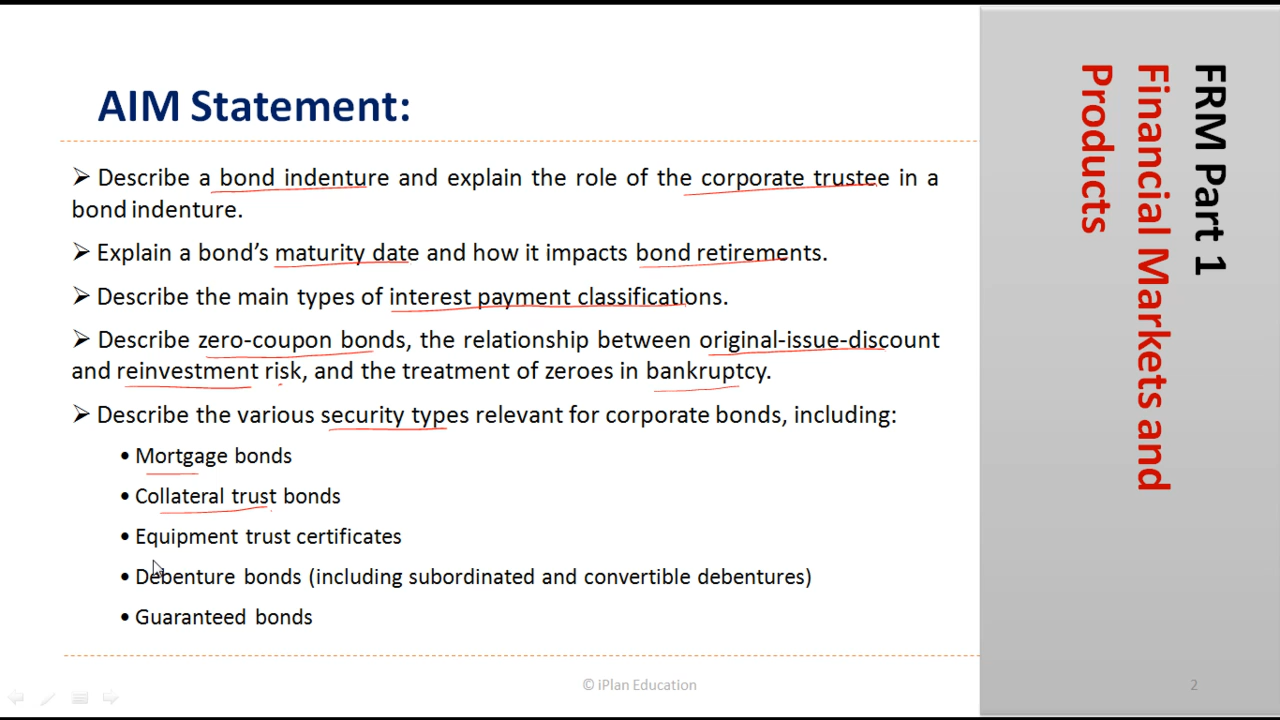 AIM Statement:
➢ Describe a bond indenture and explain the role of the corporate trustee in a
bond indenture.
➢ Explain a bond’s maturity date and how it impacts bond retirements.
➢ Describe the main types of interest payment classifications.
➢ Describe zero-coupon bonds, the relationship between original-issue-discount
and reinvestment risk, and the treatment of zeroes in bankruptcy.
➢ Describe the various security types relevant for corporate bonds, including:
• Mortgage bonds
• Collateral trust bonds
• Equipment trust certificates
• Debenture bonds (including subordinated and convertible debentures)
• Guaranteed bonds
© iPlan Education
2
FRM Part 1
Financial Markets and
Products